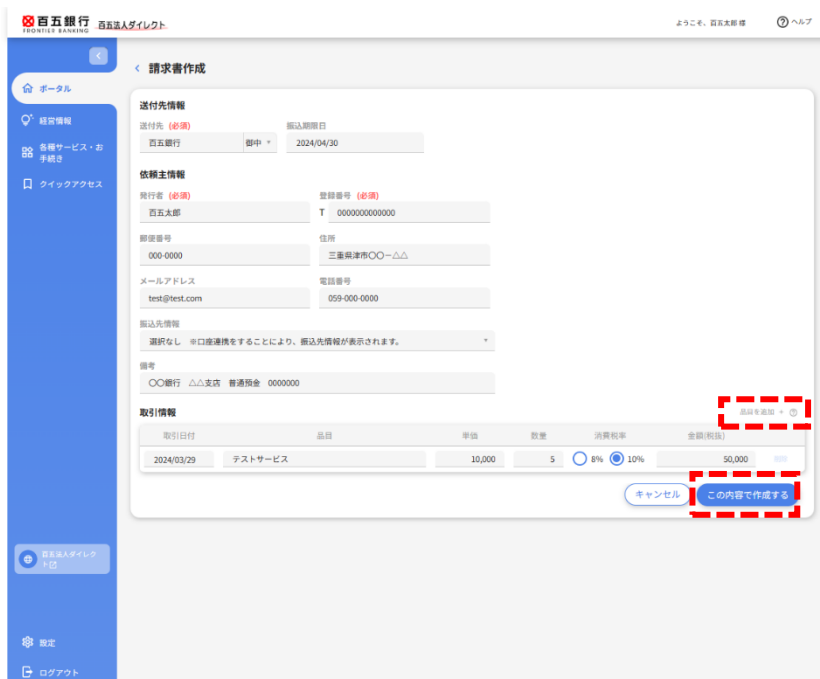 百五銀行 百五法人ダイレクト
FRONTIER BANKING
ようこそ、百五太郎 様
ヘルプ
ポータル
経営情報
各種サービス・お
手続き
クイックアクセス
百五法人ダイレク
ト
設定
ログアウト
請求書作成
送付先情報
送付先 (必須) 振込期限日
百五銀行 御中 2024/04/30
依頼主情報
発行者 (必須) 登録番号 (必須)
百五太郎 T 0000000000000
郵便番号 住所
000-0000 三重県津市〇〇ー△△
メールアドレス 電話番号
test@test.com 059-000-0000
振込先情報
選択なし ※口座連携をすることにより、振込先情報が表示されます。
備考
〇〇銀行 △△支店 普通預金 0000000
取引情報 品目を追加 +
取引日付 品目 単価 数量 消費税率 金額(税抜)
2024/03/29 テストサービス 10,000 5 8% 10% 50,000
キャンセル この内容で作成する